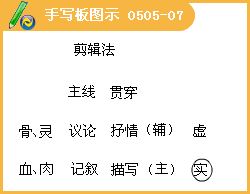 手写板图示 0505-07
剪辑法
主线 贯穿
骨、灵 议论 抒情（辅） 虚
血、肉 记叙 描写（主） 实